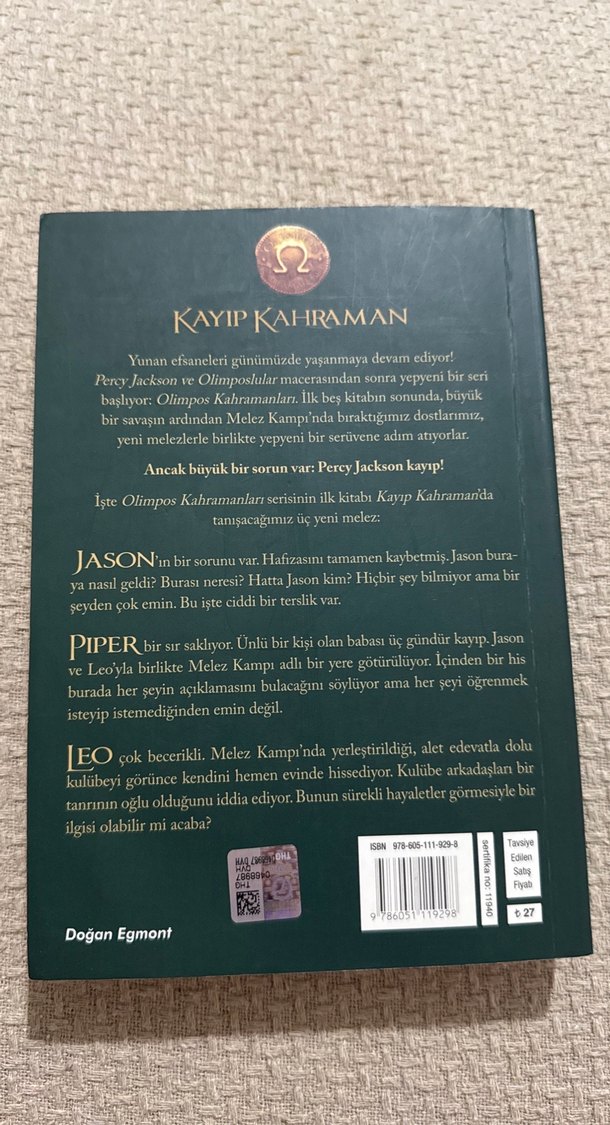 KAYIP KAHRAMAN
Yunan efsaneleri günümüzde yaşanmaya devam ediyor!
Percy Jackson ve Olimposlular macerasından sonra yepyeni bir seri
başlıyor: Olimpos Kahramanları. İlk beş kitabın sonunda, büyük
bir savaşın ardından Melez Kampı’nda bıraktığımız dostlarımız,
yeni melezlerle birlikte yepyeni bir serüvene adım atıyorlar.
Ancak büyük bir sorun var: Percy Jackson kayıp!
İşte Olimpos Kahramanları serisinin ilk kitabı Kayıp Kahraman’da
tanışacağımız üç yeni melez:
JASON’ın bir sorunu var. Hafızasını tamamen kaybetmiş. Jason bura-
ya nasıl geldi? Burası neresi? Hatta Jason kim? Hiçbir şey bilmiyor ama bir
şeyden çok emin. Bu işte ciddi bir terslik var.
PIPER bir sır saklıyor. Ünlü bir kişi olan babası üç gündür kayıp. Jason
ve Leo’yla birlikte Melez Kampı adlı bir yere götürülüyor. İçinden bir his
burada her şeyin açıklamasını bulacağını söylüyor ama her şeyi öğrenmek
isteyip istemediğinden emin değil.
LEO çok becerikli. Melez Kampı’nda yerleştirildiği, alet edevatla dolu
kulübeyi görünce kendini hemen evinde hissediyor. Kulübe arkadaşları bir
tanrının oğlu olduğunu iddia ediyor. Bunun sürekli hayaletler görmesiyle bir
ilgisi olabilir mi acaba?
THG
0468987 DVH
THG
DVH
0468987
ISBN 978-605-111-929-8
9 786051 119298
sertifika no: 11940
Tavsiye
Edilen
Satış
Fiyatı
₺ 27
Doğan Egmont